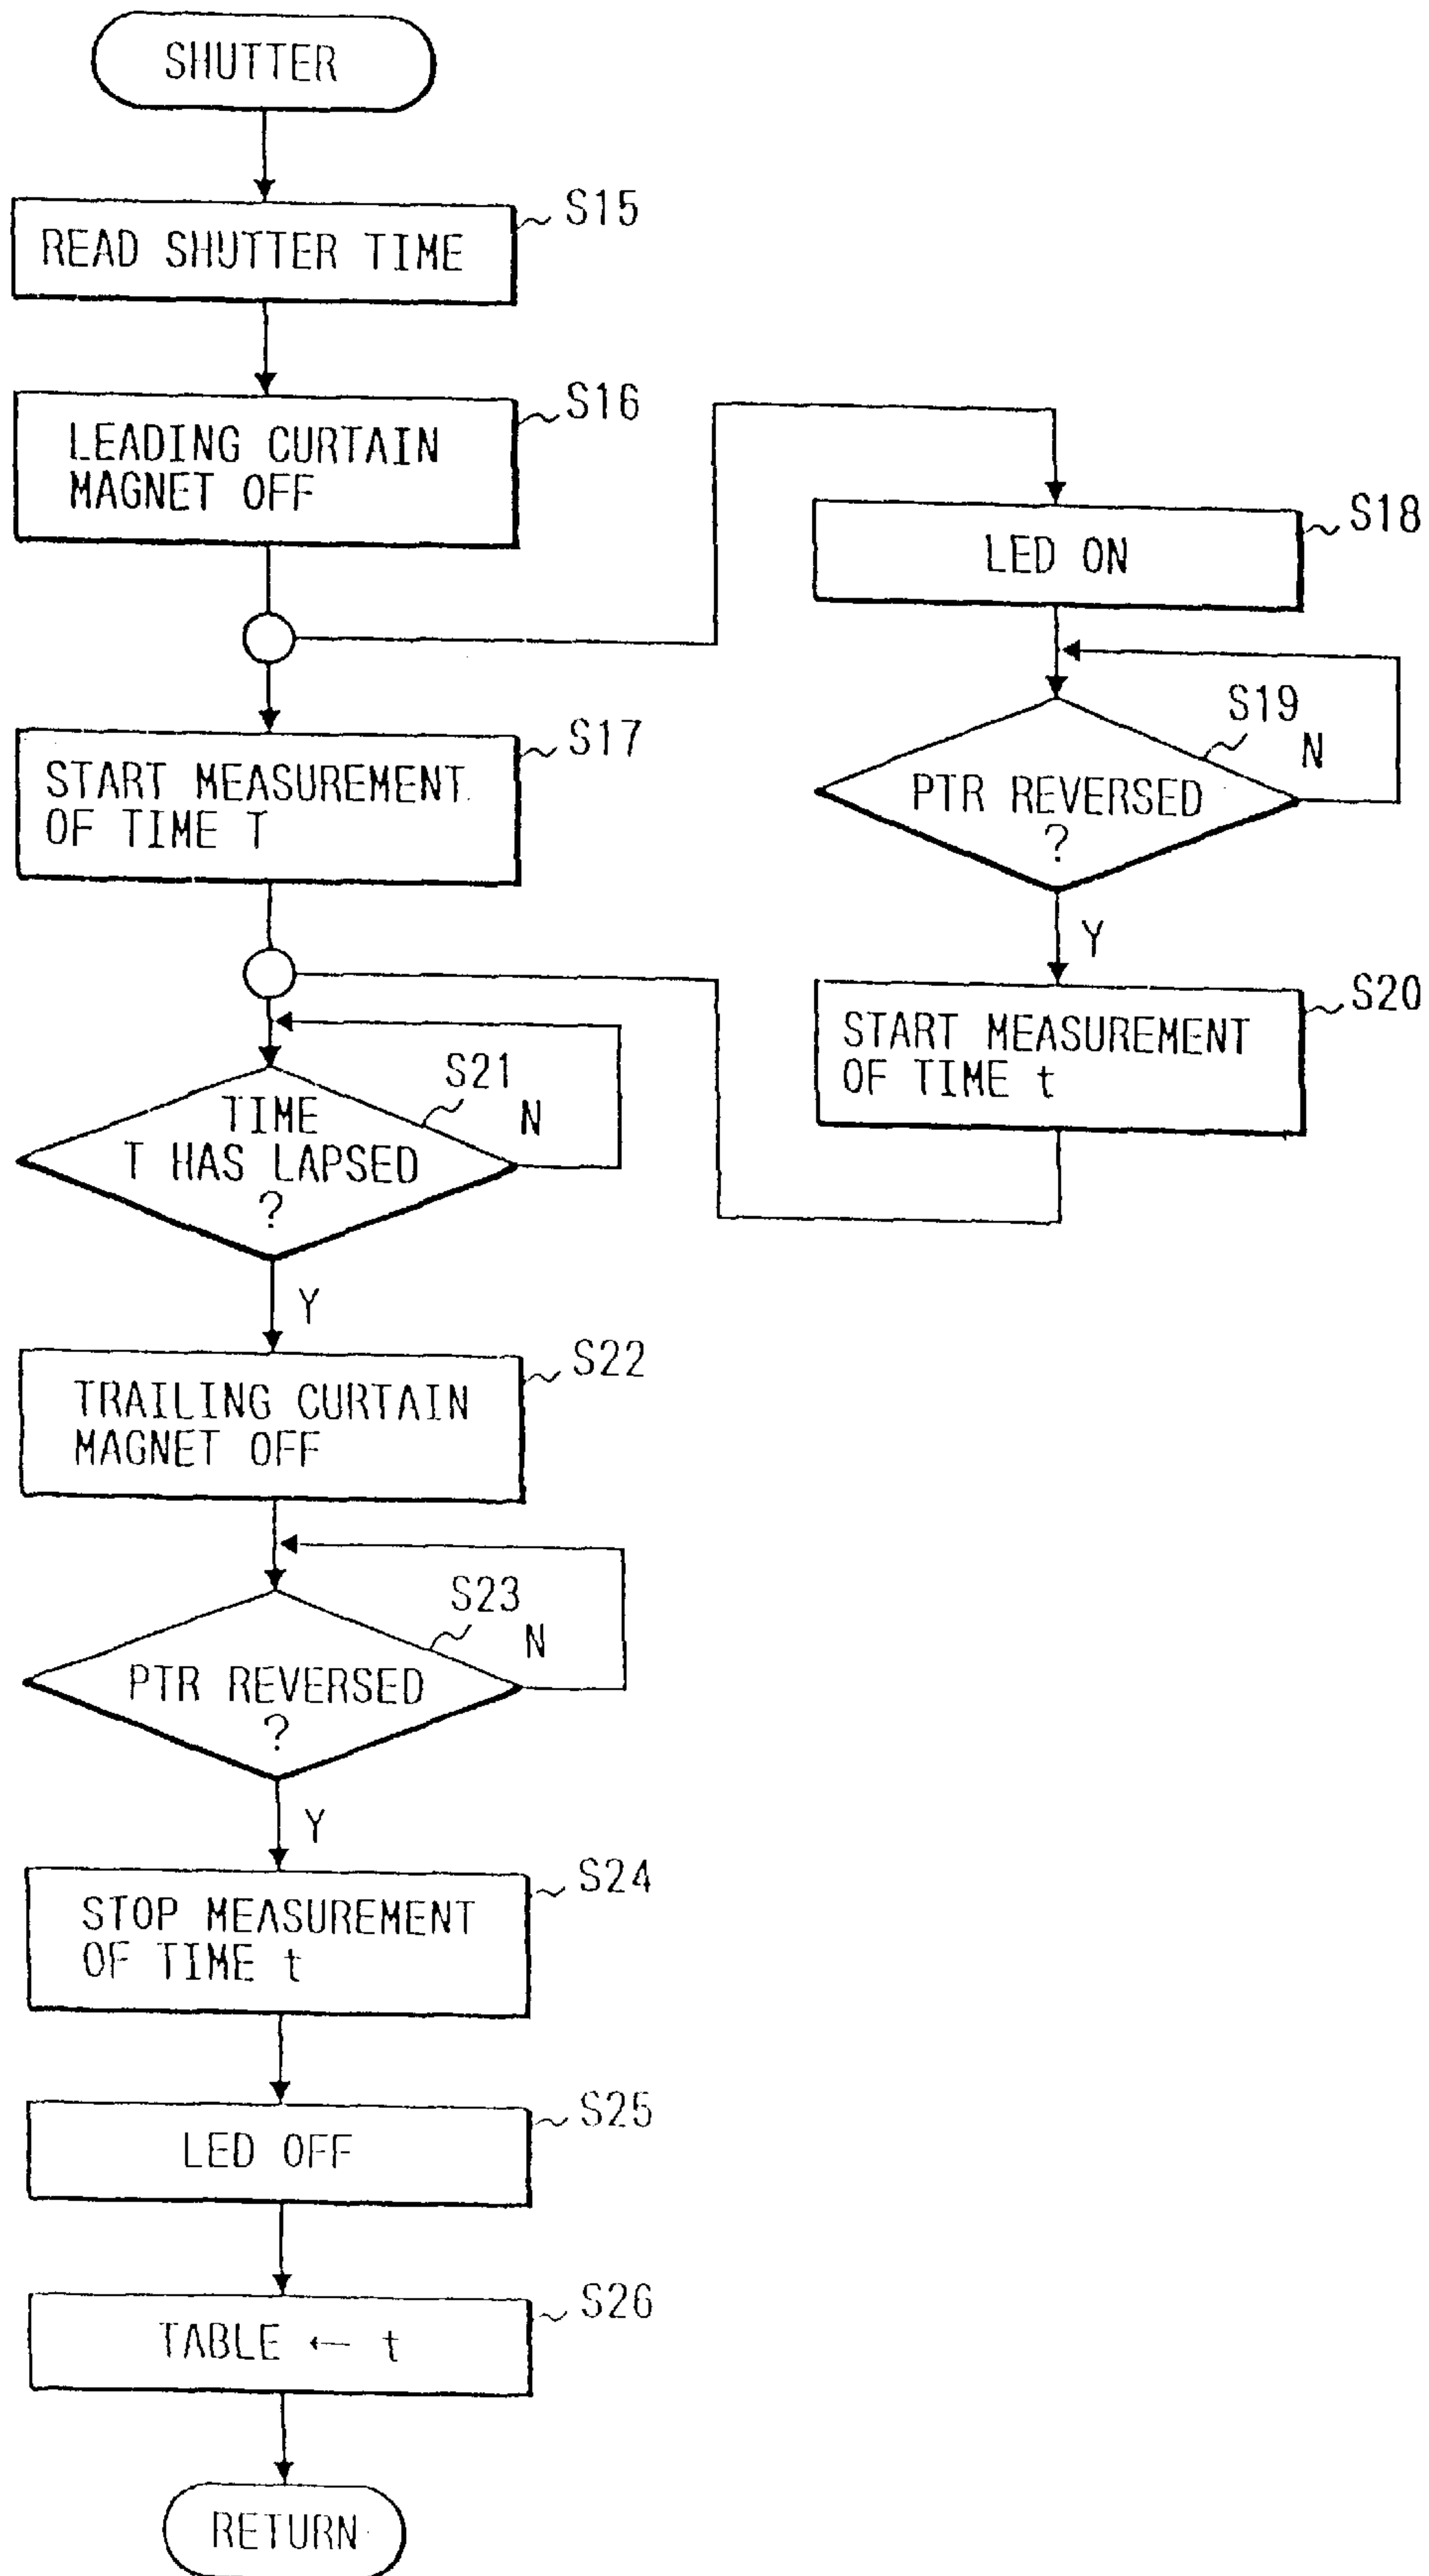 SHUTTER
S15
READ SHUTTER TIME
S16
LEADING CURTAIN
MAGNET OFF
S17
START MEASUREMENT
OF TIME T
S18
LED ON
S19
N
PTR REVERSED
?
Y
S20
START MEASUREMENT
OF TIME t
S21
N
TIME
T HAS LAPSED
?
Y
S22
TRAILING CURTAIN
MAGNET OFF
S23
N
PTR REVERSED
?
Y
S24
STOP MEASUREMENT
OF TIME t
S25
LED OFF
S26
TABLE ← t
RETURN